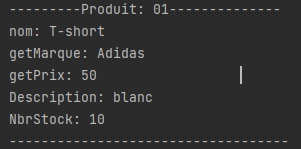 ---------Produit: 01--------------
nom: T-short
getMarque: Adidas
getPrix: 50
Description: blanc
NbrStock: 10
----------------------------------